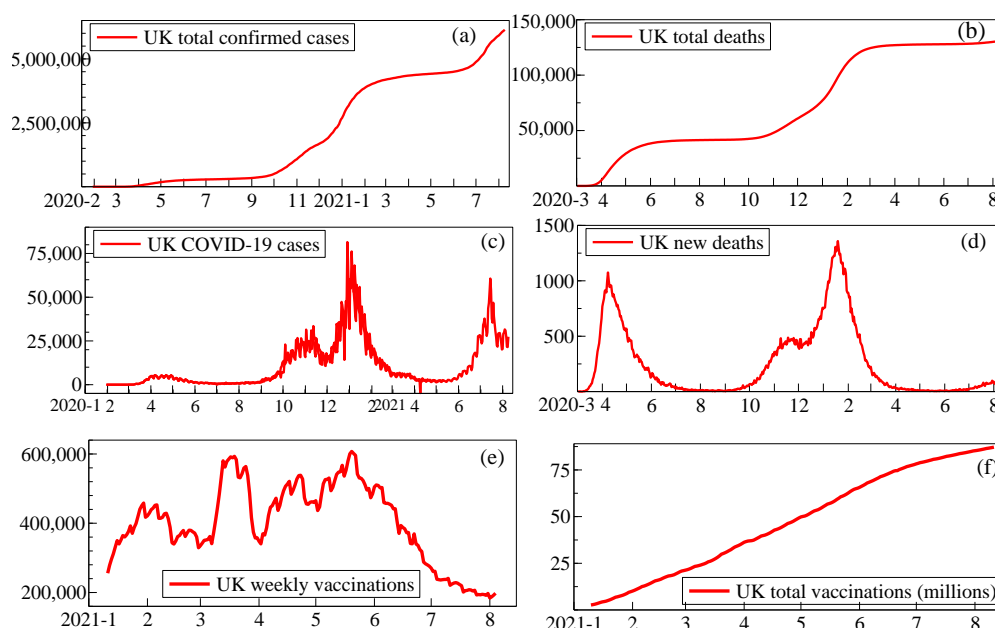 UK total confirmed cases
(a)
5,000,000
2,500,000
2020-2 3 5 7 9 11 2021-1 3 5 7
UK total deaths
(b)
150,000
100,000
50,000
2020-3 4 6 8 10 12 2 4 6 8
UK COVID-19 cases
(c)
75,000
50,000
25,000
0
2020-1 2 4 6 8 10 12 2 2021 4 6 8
UK new deaths
(d)
1500
1000
500
2020-3 4 6 8 10 12 2 4 6 8
(e)
600,000
400,000
200,000
UK weekly vaccinations
2021-1 2 3 4 5 6 7 8
(f)
75
50
25
UK total vaccinations (millions)
2021-1 2 3 4 5 6 7 8